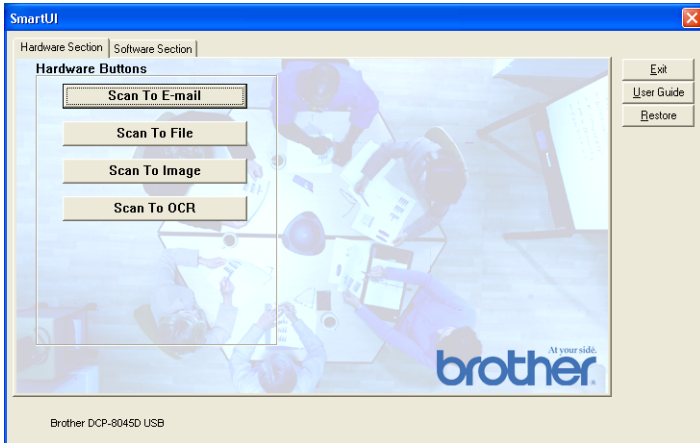 SmartUI
Hardware Section Software Section
Hardware Buttons
Scan To E-mail
Scan To File
Scan To Image
Scan To OCR
Exit
User Guide
Restore
At your side.
brother
Brother DCP-8045D USB